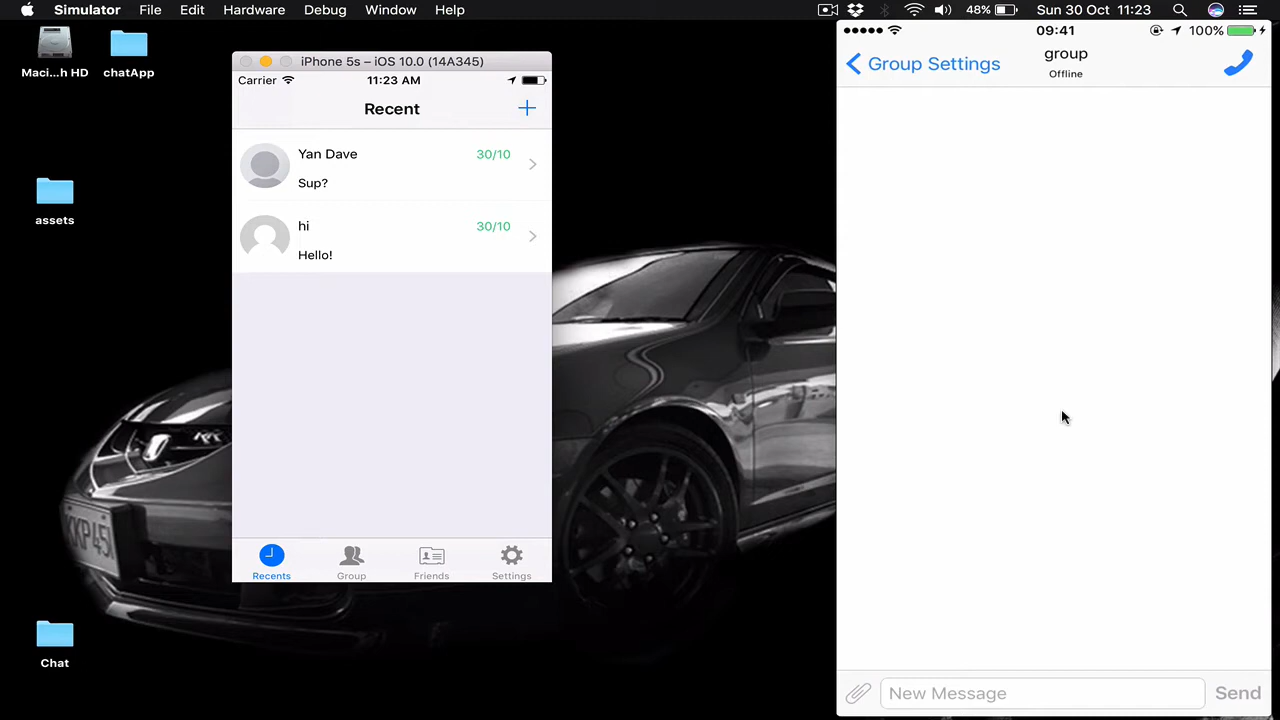 Simulator File Edit Hardware Debug Window Help 48% Sun 30 Oct 11:23
Maci...h HD
chatApp
assets
Chat
iPhone 5s – iOS 10.0 (14A345)
Carrier 11:23 AM
Recent
Yan Dave 30/10
Sup?
hi 30/10
Hello!
Recents Group Friends Settings
09:41 100%
Group Settings
group
Offline
New Message Send
KKP45